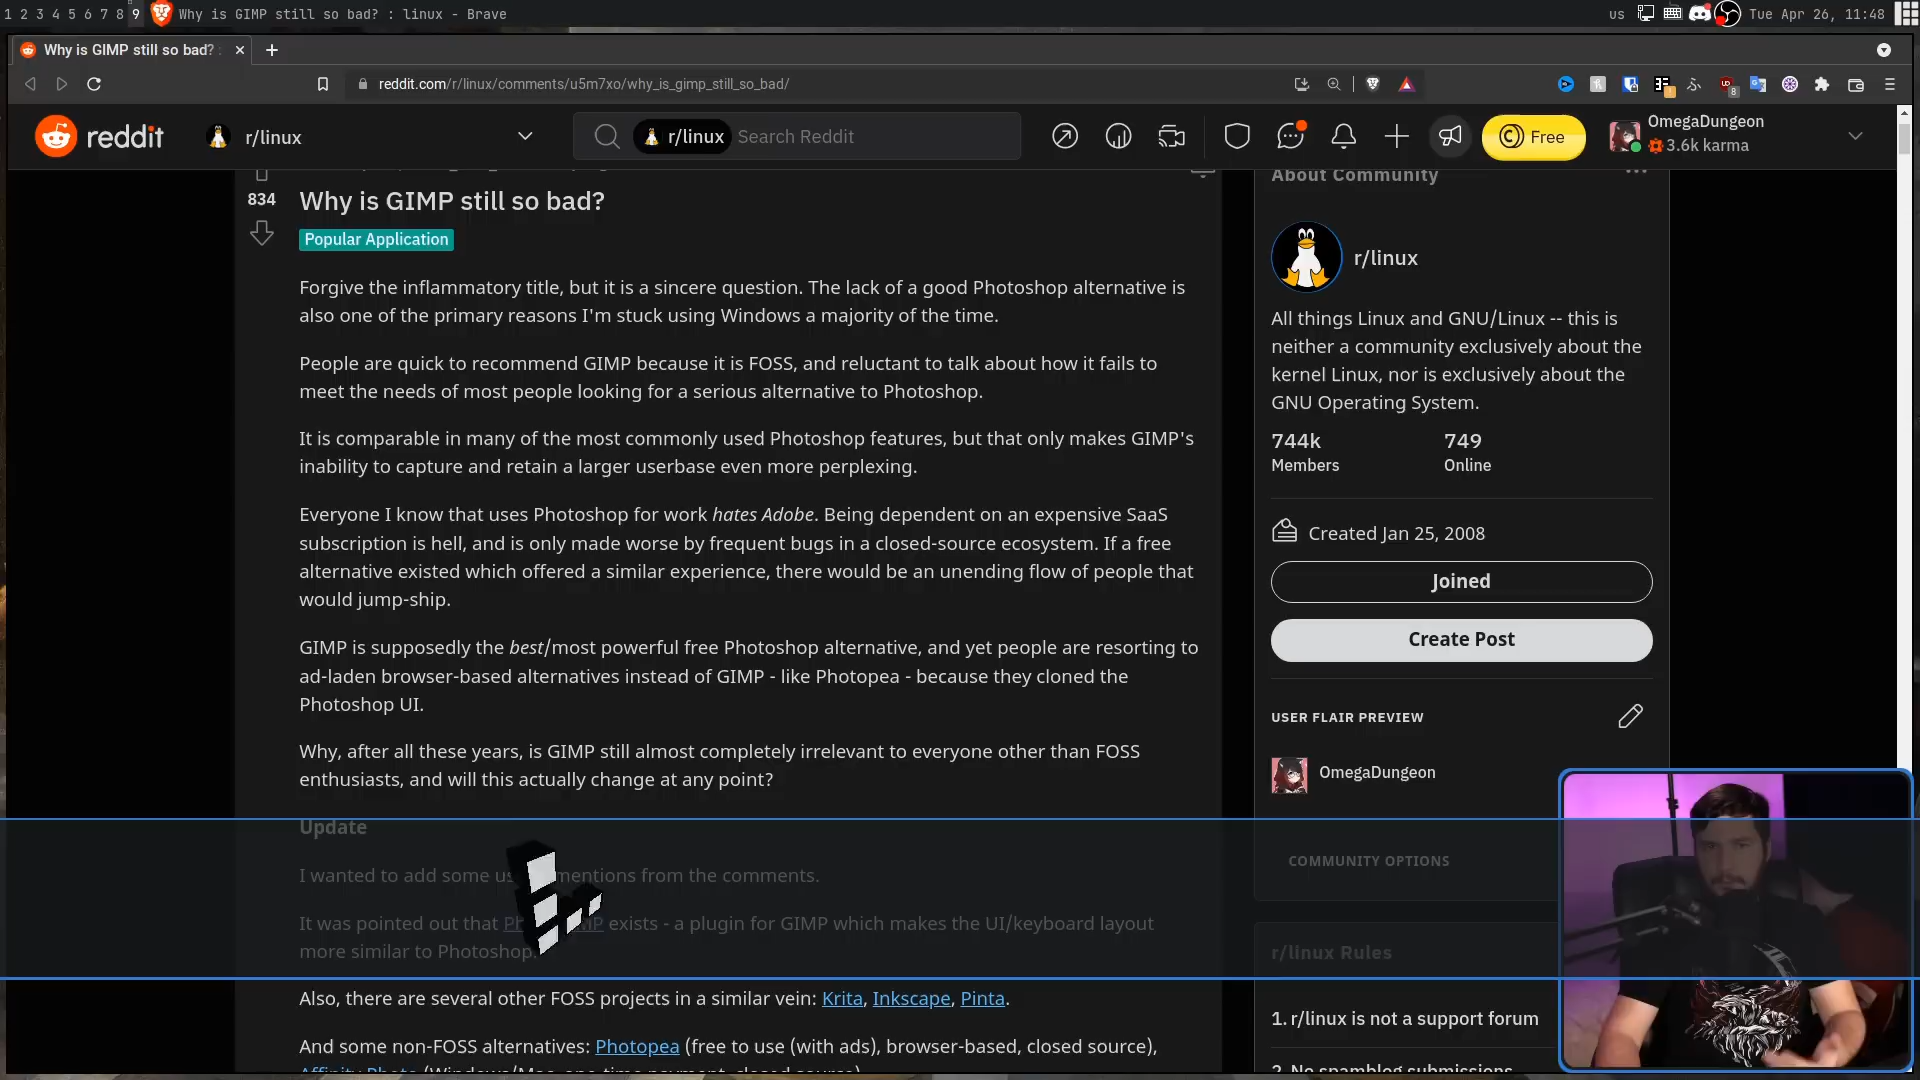 1 2 3 4 5 6 7 8 9 Why is GIMP still so bad? : linux - Brave
us Tue Apr 26, 11:48
Why is GIMP still so bad?
reddit.com/r/linux/comments/u5m7xo/why_is_gimp_still_so_bad/
reddit r/linux r/linux Search Reddit Free OmegaDungeon
3.6k karma
834
Why is GIMP still so bad?
Popular Application
Forgive the inflammatory title, but it is a sincere question. The lack of a good Photoshop alternative is
also one of the primary reasons I'm stuck using Windows a majority of the time.
People are quick to recommend GIMP because it is FOSS, and reluctant to talk about how it fails to
meet the needs of most people looking for a serious alternative to Photoshop.
It is comparable in many of the most commonly used Photoshop features, but that only makes GIMP's
inability to capture and retain a larger userbase even more perplexing.
Everyone I know that uses Photoshop for work hates Adobe. Being dependent on an expensive SaaS
subscription is hell, and is only made worse by frequent bugs in a closed-source ecosystem. If a free
alternative existed which offered a similar experience, there would be an unending flow of people that
would jump-ship.
GIMP is supposedly the best/most powerful free Photoshop alternative, and yet people are resorting to
ad-laden browser-based alternatives instead of GIMP - like Photopea - because they cloned the
Photoshop UI.
Why, after all these years, is GIMP still almost completely irrelevant to everyone other than FOSS
enthusiasts, and will this actually change at any point?
Update
I wanted to add some mentions from the comments.
It was pointed out that exists - a plugin for GIMP which makes the UI/keyboard layout
more similar to Photoshop.
Also, there are several other FOSS projects in a similar vein: Krita, Inkscape, Pinta.
And some non-FOSS alternatives: Photopea (free to use (with ads), browser-based, closed source),
Affinity Photo (Windows/Mac, one-time payment, closed source)
About Community
r/linux
All things Linux and GNU/Linux -- this is
neither a community exclusively about the
kernel Linux, nor is exclusively about the
GNU Operating System.
744k 749
Members Online
Created Jan 25, 2008
Joined
Create Post
USER FLAIR PREVIEW
OmegaDungeon
COMMUNITY OPTIONS
r/linux Rules
1. r/linux is not a support forum
2. No spamblog submissions